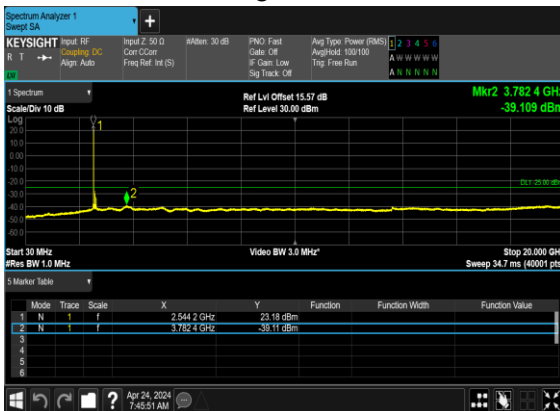 Spectrum Analyzer 1
Swept SA
KEYSIGHT
R T
LV
Input: RF
Coupling: DC
Align: Auto
Input Z: 50 Ω
Corr CCorr
Freq Ref: Int (S)
#Atten: 30 dB
PNO: Fast
Gate: Off
IF Gain: Low
Sig Track: Off
Avg Type: Power (RMS)
Avg|Hold: 100/100
Trig: Free Run
1 2 3 4 5 6
A W W W W W
A N N N N N
1 Spectrum
Scale/Div 10 dB
Ref Lvl Offset 15.57 dB
Ref Level 30.00 dBm
Mkr2 3.782 4 GHz
-39.109 dBm
Log
20.0
10.0
0.00
-10.0
-20.0
-30.0
-40.0
-50.0
-60.0
1
2
DL1 -25.00 dBm
Start 30 MHz
#Res BW 1.0 MHz
Video BW 3.0 MHz*
Stop 20.000 GHz
Sweep 34.7 ms (40001 pts)
5 Marker Table
Mode Trace Scale X Y Function Function Width Function Value
1 N 1 f 2.544 2 GHz 23.18 dBm
2 N 1 f 3.782 4 GHz -39.11 dBm
3
4
5
6
Apr 24, 2024
7:45:51 AM